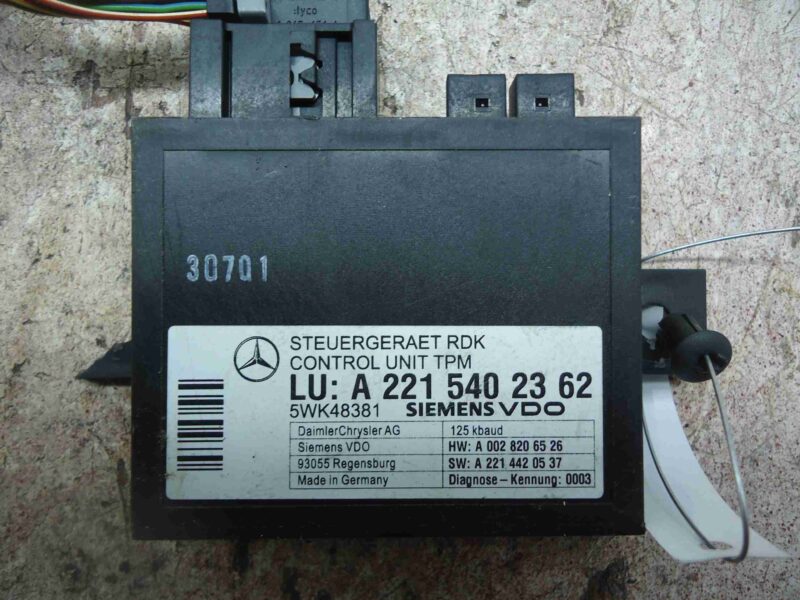 tyco
30701
STEUERGERAET RDK
CONTROL UNIT TPM
LU: A 221 540 23 62
5WK48381 SIEMENS VDO
DaimlerChrysler AG 125 kbaud
Siemens VDO HW: A 002 820 65 26
93055 Regensburg SW: A 221 442 05 37
Made in Germany Diagnose - Kennung: 0003